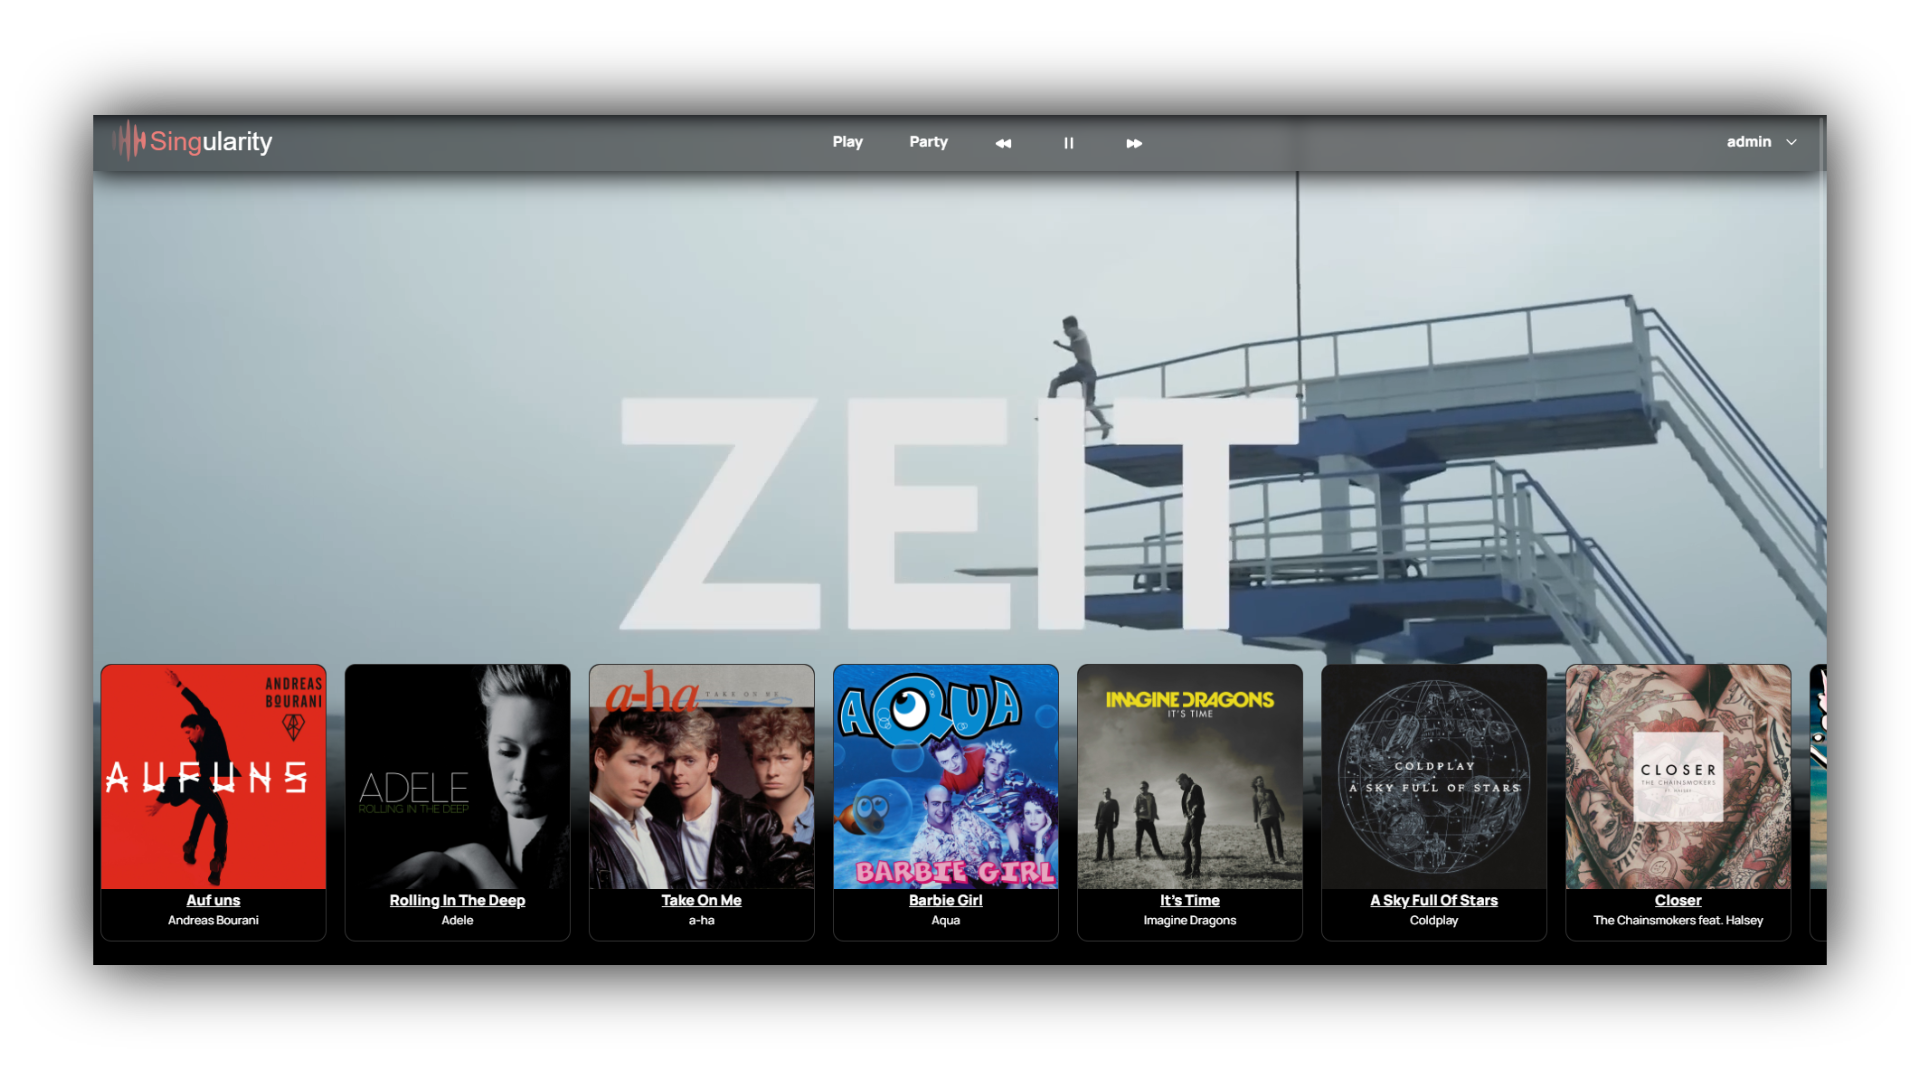 Singularity
Play
Party
admin
ZEIT
ANDREAS
BOURANI
AUFUNS
Auf uns
Andreas Bourani
ADELE
ROLLING IN THE DEEP
Rolling In The Deep
Adele
a-ha
TAKE ON ME
Take On Me
a-ha
AQUA
BARBIE GIRL
Barbie Girl
Aqua
IMAGINE DRAGONS
IT'S TIME
It's Time
Imagine Dragons
COLDPLAY
A SKY FULL OF STARS
A Sky Full Of Stars
Coldplay
CLOSER
THE CHAINSMOKERS
Closer
The Chainsmokers feat. Halsey